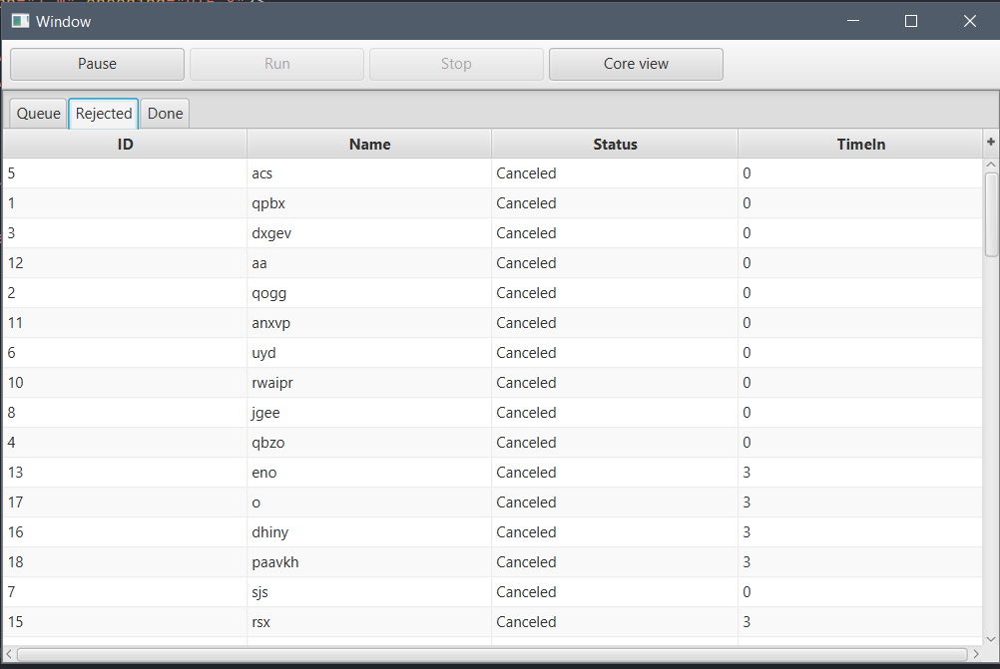 Window
Pause Run Stop Core view
Queue Rejected Done
ID Name Status TimeIn +
5 acs Canceled 0
1 qpbx Canceled 0
3 dxgev Canceled 0
12 aa Canceled 0
2 qogg Canceled 0
11 anxvp Canceled 0
6 uyd Canceled 0
10 rwaipr Canceled 0
8 jgee Canceled 0
4 qbzo Canceled 0
13 eno Canceled 3
17 o Canceled 3
16 dhiny Canceled 3
18 paavkh Canceled 3
7 sjs Canceled 0
15 rsx Canceled 3